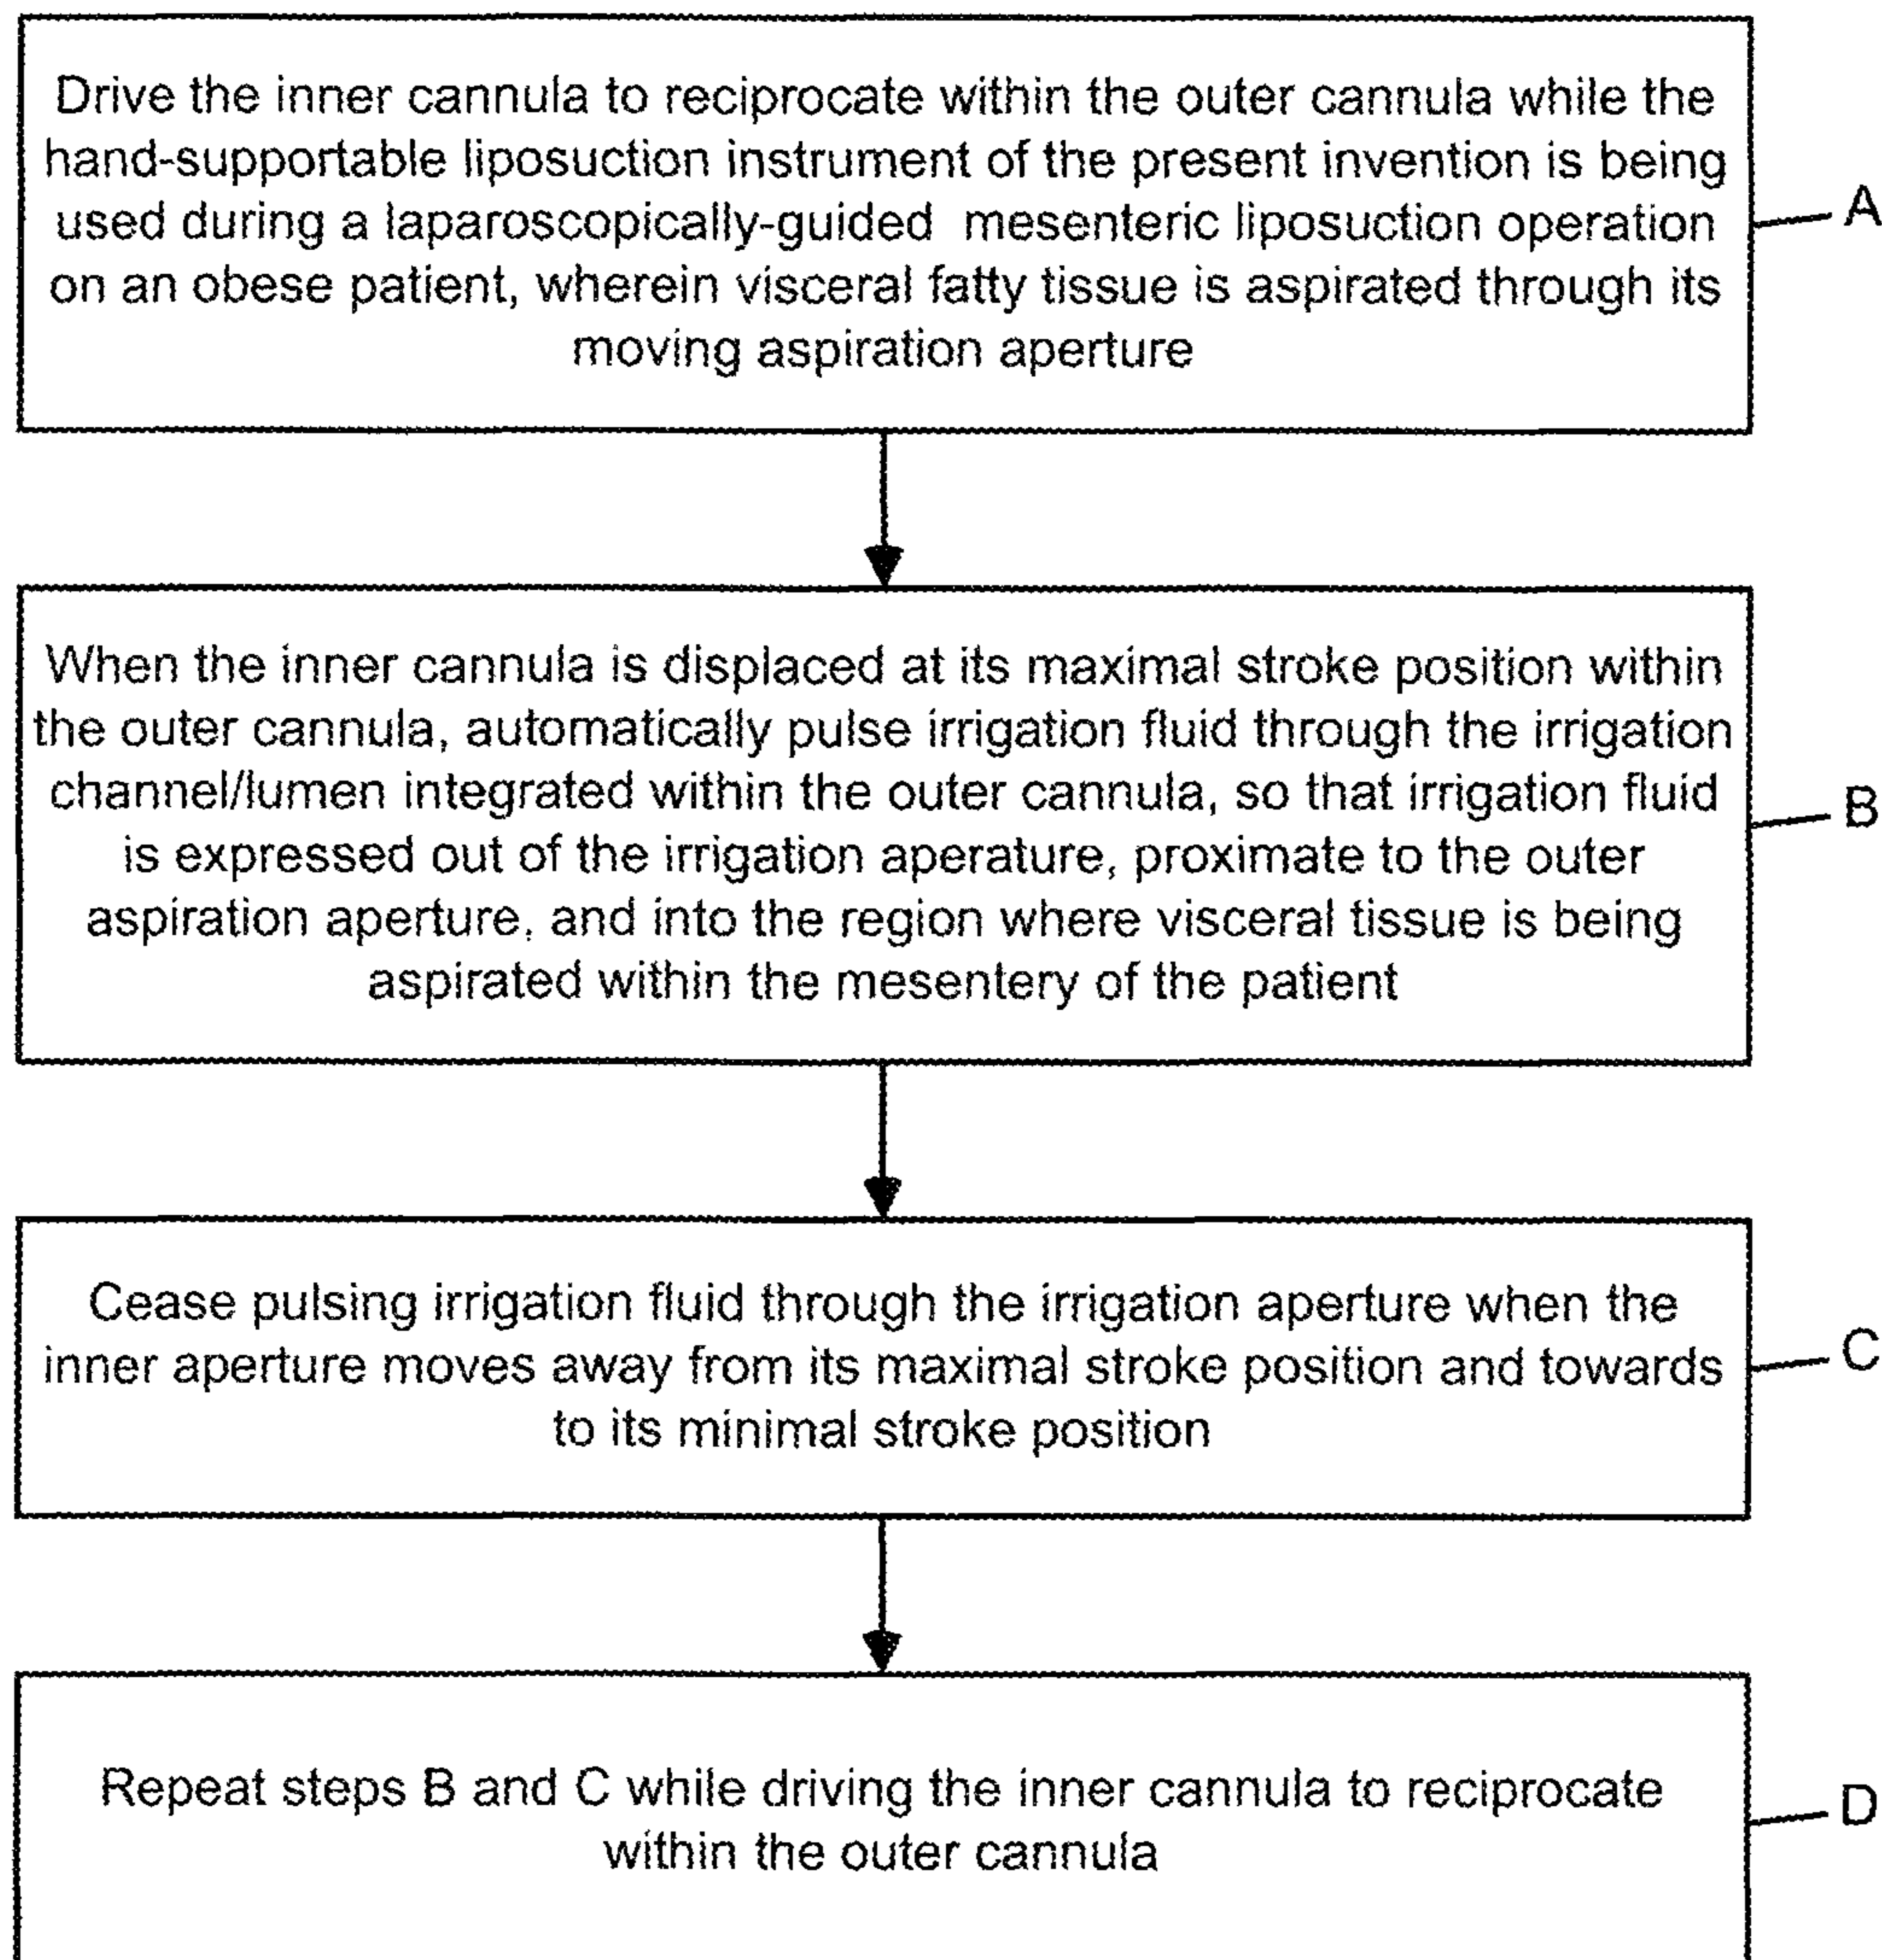 Drive the inner cannula to reciprocate within the outer cannula while the
hand-supportable liposuction instrument of the present invention is being
used during a laparoscopically-guided mesenteric liposuction operation
on an obese patient, wherein visceral fatty tissue is aspirated through its
moving aspiration aperture
A
When the inner cannula is displaced at its maximal stroke position within
the outer cannula, automatically pulse irrigation fluid through the irrigation
channel/lumen integrated within the outer cannula, so that irrigation fluid
is expressed out of the irrigation aperature, proximate to the outer
aspiration aperture, and into the region where visceral tissue is being
aspirated within the mesentery of the patient
B
Cease pulsing irrigation fluid through the irrigation aperture when the
inner aperture moves away from its maximal stroke position and towards
to its minimal stroke position
C
Repeat steps B and C while driving the inner cannula to reciprocate
within the outer cannula
D